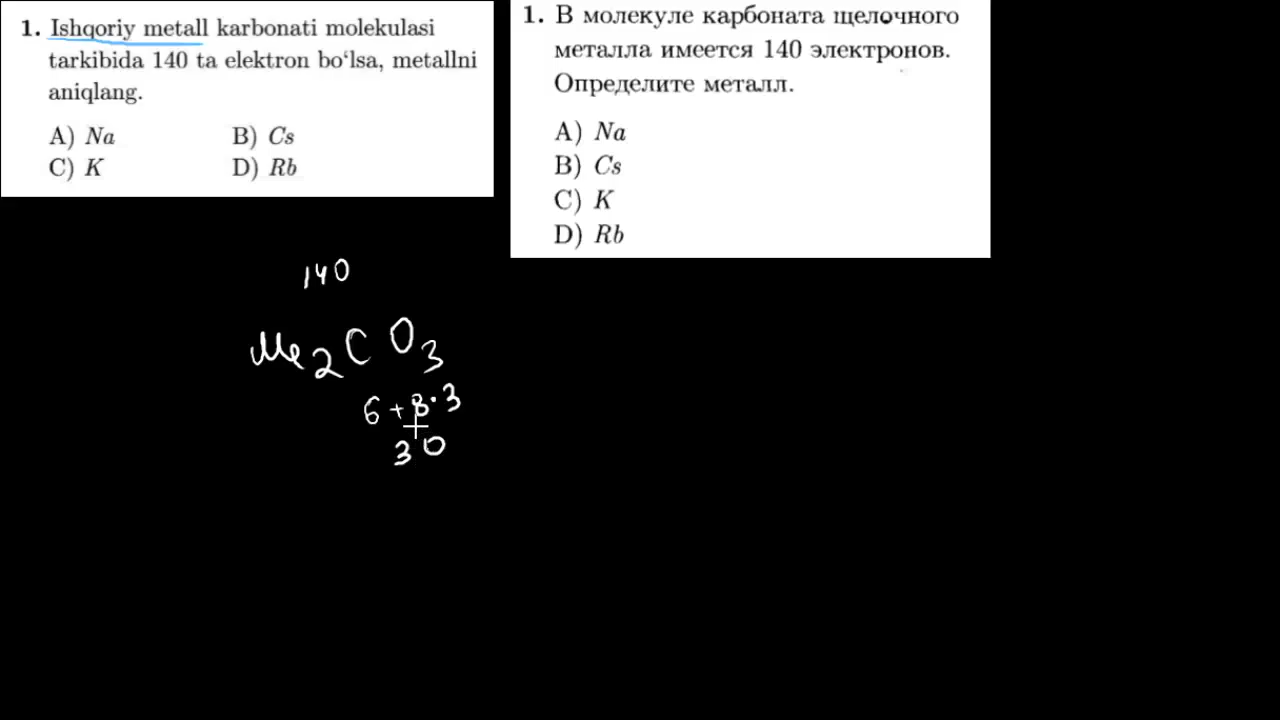 1. Ishqoriy metall karbonati molekulasi
tarkibida 140 ta elektron bo‘lsa, metallni
aniqlang.
A) Na B) Cs
C) K D) Rb
1. В молекуле карбоната щелочного
металла имеется 140 электронов.
Определите металл.
A) Na
B) Cs
C) K
D) Rb
140
Me₂CO₃
6 + 8·3
30